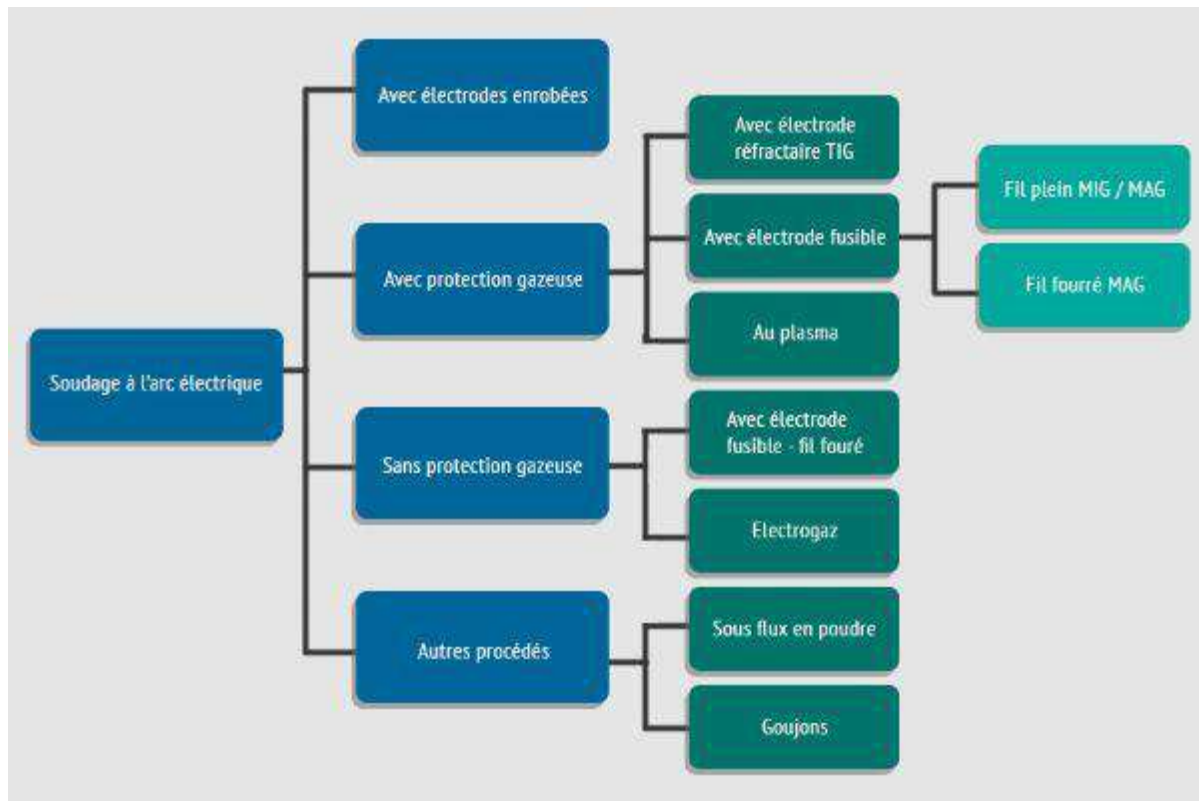 Soudage à l'arc électrique
Avec électrodes enrobées
Avec protection gazeuse
Avec électrode
réfractaire TIG
Avec électrode fusible
Fil plein MIG / MAG
Fil fourré MAG
Au plasma
Sans protection gazeuse
Avec électrode
fusible - fil fouré
Electrogaz
Autres procédés
Sous flux en poudre
Goujons